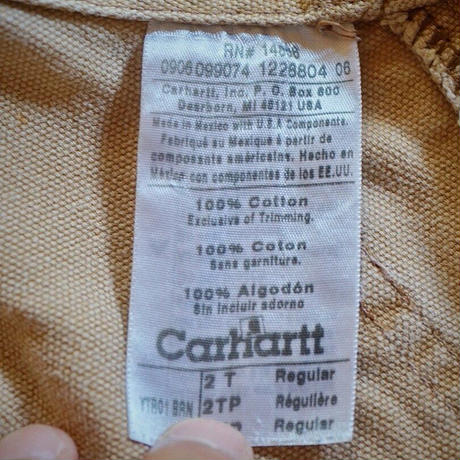 RN# 14806
0906099074 1226804 06
Carhartt, Inc. P. O. Box 600
Dearborn, MI 48121 USA
Made in Mexico with U.S.A Components.
Fabriqué au Mexique à partir de
composants américains. Hecho en
México con componentes de los EE.UU.
100% Cotton
Exclusive of Trimming.
100% Coton
Sans garniture.
100% Algodón
Sin incluir adorno
Carhartt
2 T Regular
YTR01 BRN 2TP Régulière
Regular